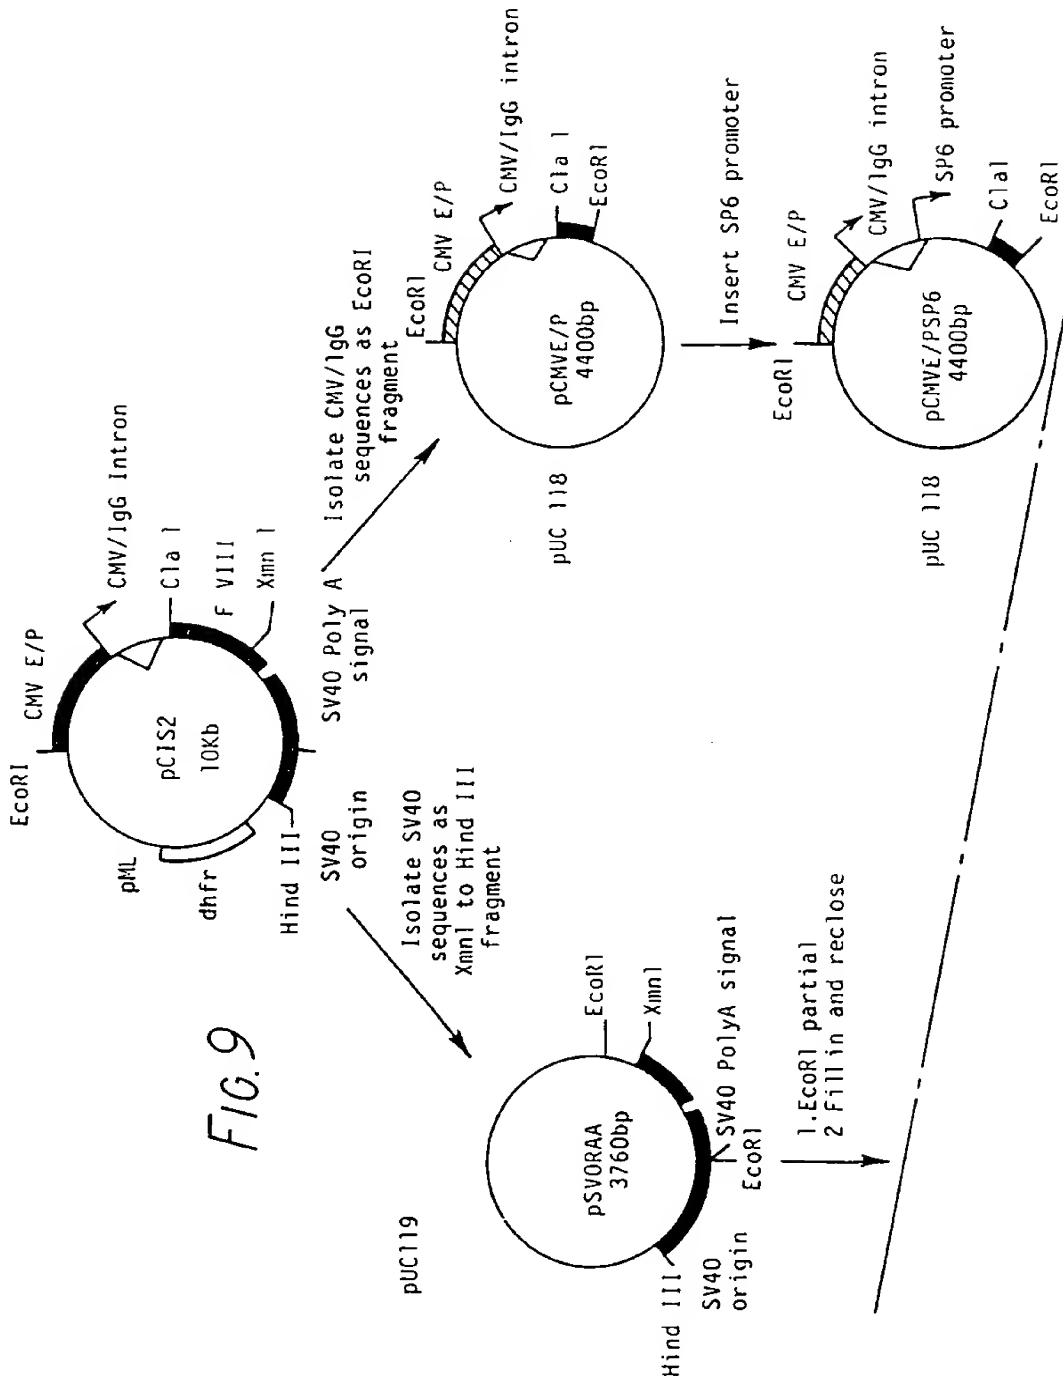 FIG. 9
EcoRI
CMV E/P
CMV/IgG Intron
Cla I
F VIII
Xmn I
pCIS2
10Kb
pML
dhfr
Hind III
SV40
origin
SV40 Poly A
signal
Isolate SV40
sequences as
XmnI to Hind III
fragment
Isolate CMV/IgG
sequences as EcoRI
fragment
pUC119
EcoRI
XmnI
pSVORAA
3760bp
SV40 PolyA signal
EcoRI
Hind III
SV40
origin
1.EcoRI partial
2 Fill in and reclose
EcoRI
CMV E/P
CMV/IgG intron
Cla I
EcoRI
pCMVE/P
4400bp
pUC 118
Insert SP6 promoter
EcoRI
CMV E/P
CMV/IgG intron
SP6 promoter
ClaI
EcoRI
pCMVE/PSP6
4400bp
pUC 118